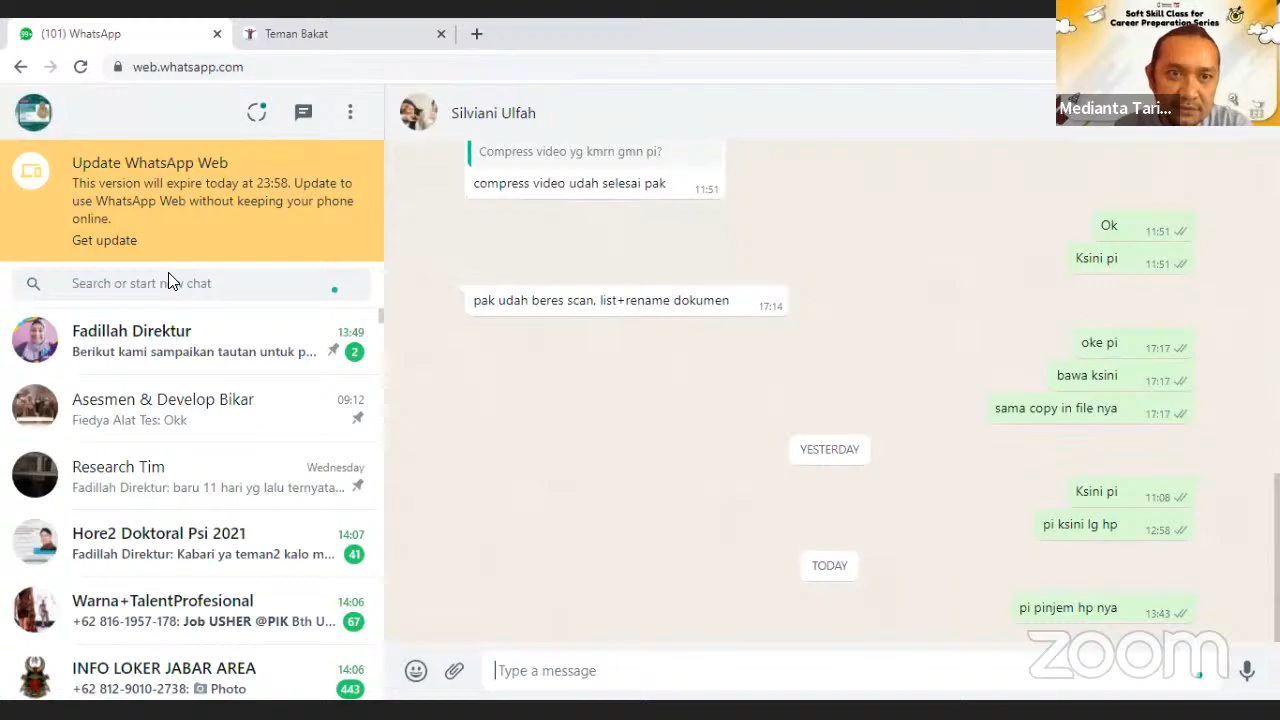 (101) WhatsApp
Teman Bakat
web.whatsapp.com
Soft Skill Class for
Career Preparation Series
Medianta Tari...
Silviani Ulfah
Update WhatsApp Web
This version will expire today at 23:58. Update to
use WhatsApp Web without keeping your phone
online.
Get update
Search or start new chat
Fadillah Direktur
13:49
Berikut kami sampaikan tautan untuk p...
2
Asesmen & Develop Bikar
09:12
Fiedya Alat Tes: Okk
Research Tim
Wednesday
Fadillah Direktur: baru 11 hari yg lalu ternyata...
Hore2 Doktoral Psi 2021
14:07
Fadillah Direktur: Kabari ya teman2 kalo m...
41
Warna+TalentProfesional
14:06
+62 816-1957-178: Job USHER @PIK 8th U...
67
INFO LOKER JABAR AREA
14:06
+62 812-9010-2738: Photo
443
Compress video yg kmrn gmn pi?
compress video udah selesai pak
11:51
Ok
11:51
Ksini pi
11:51
pak udah beres scan, list+rename dokumen
17:14
oke pi
17:17
bawa ksini
17:17
sama copy in file nya
17:17
YESTERDAY
Ksini pi
11:08
pi ksini lg hp
12:58
TODAY
pi pinjem hp nya
13:43
Type a message
zoom